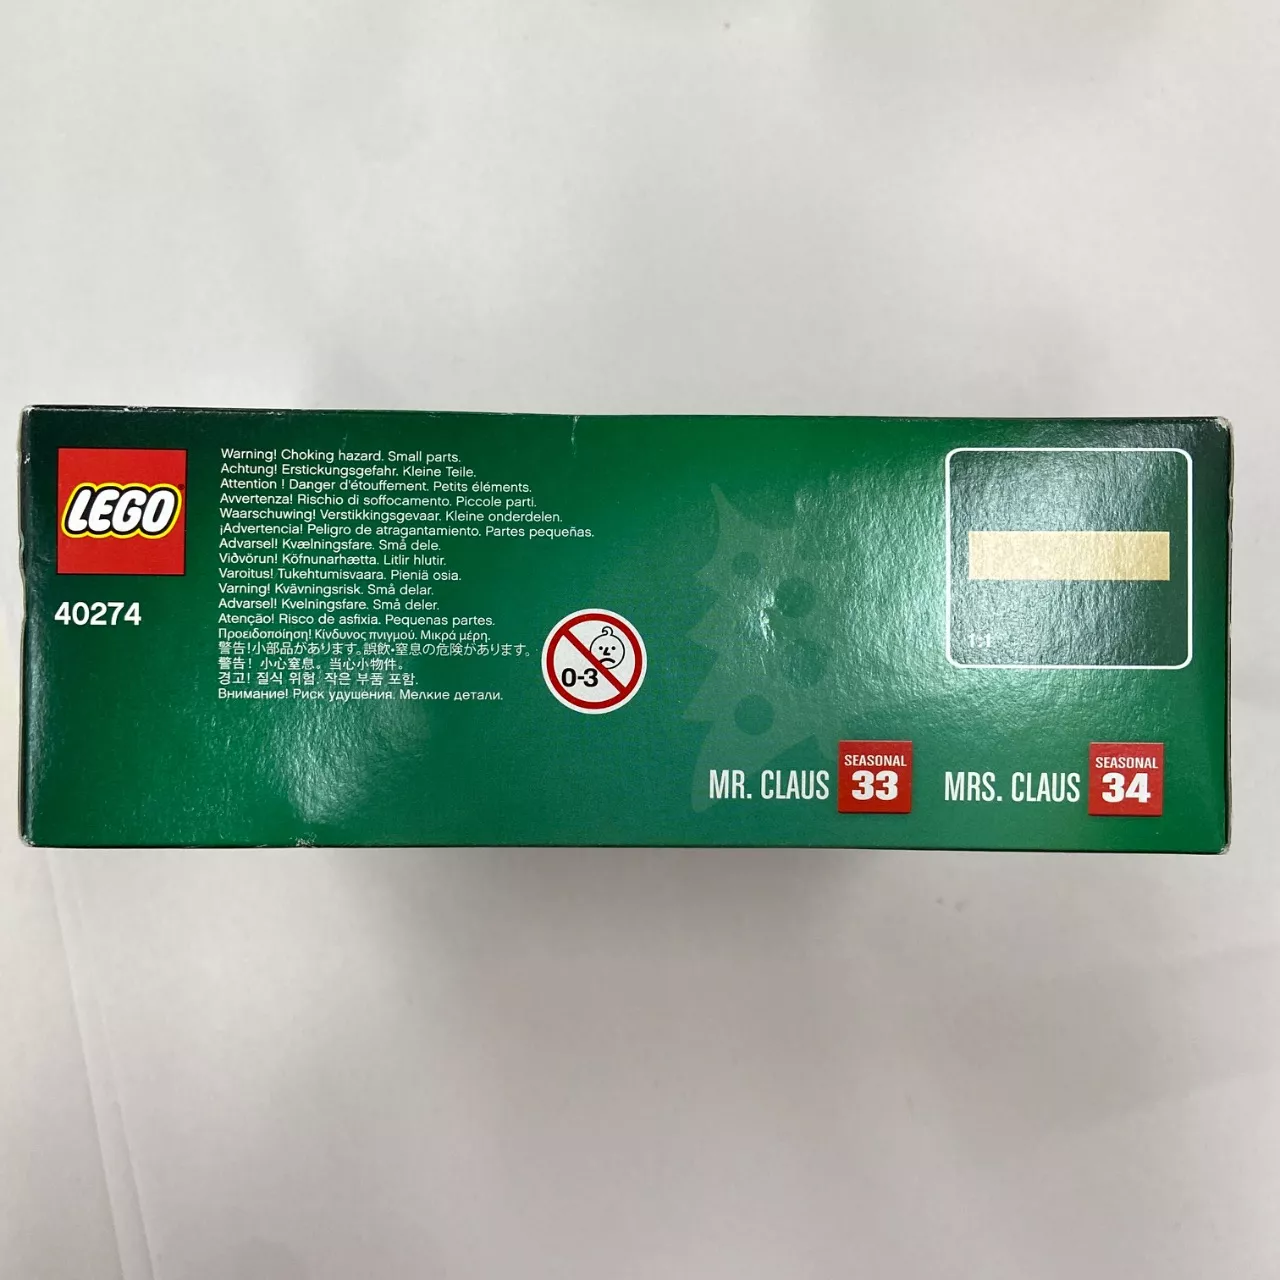 LEGO
®
40274
Warning! Choking hazard. Small parts.
Achtung! Erstickungsgefahr. Kleine Teile.
Attention ! Danger d'étouffement. Petits éléments.
Avvertenza! Rischio di soffocamento. Piccole parti.
Waarschuwing! Verstikkingsgevaar. Kleine onderdelen.
¡Advertencia! Peligro de atragantamiento. Partes pequeñas.
Advarsel! Kvælningsfare. Små dele.
Viðvörun! Köfnunarhætta. Litlir hlutir.
Varoitus! Tukehtumisvaara. Pieniä osia.
Varning! Kvävningsrisk. Små delar.
Advarsel! Kvelningsfare. Små deler.
Atenção! Risco de asfixia. Pequenas partes.
Προειδοποίηση! Κίνδυνος πνιγμού. Μικρά μέρη.
警告!小部品があります。誤飲・窒息の危険があります。
警告！小心窒息。当心小物件。
경고! 질식 위험. 작은 부품 포함.
Внимание! Риск удушения. Мелкие детали.
0-3
1:1
MR. CLAUS
SEASONAL
33
MRS. CLAUS
SEASONAL
34